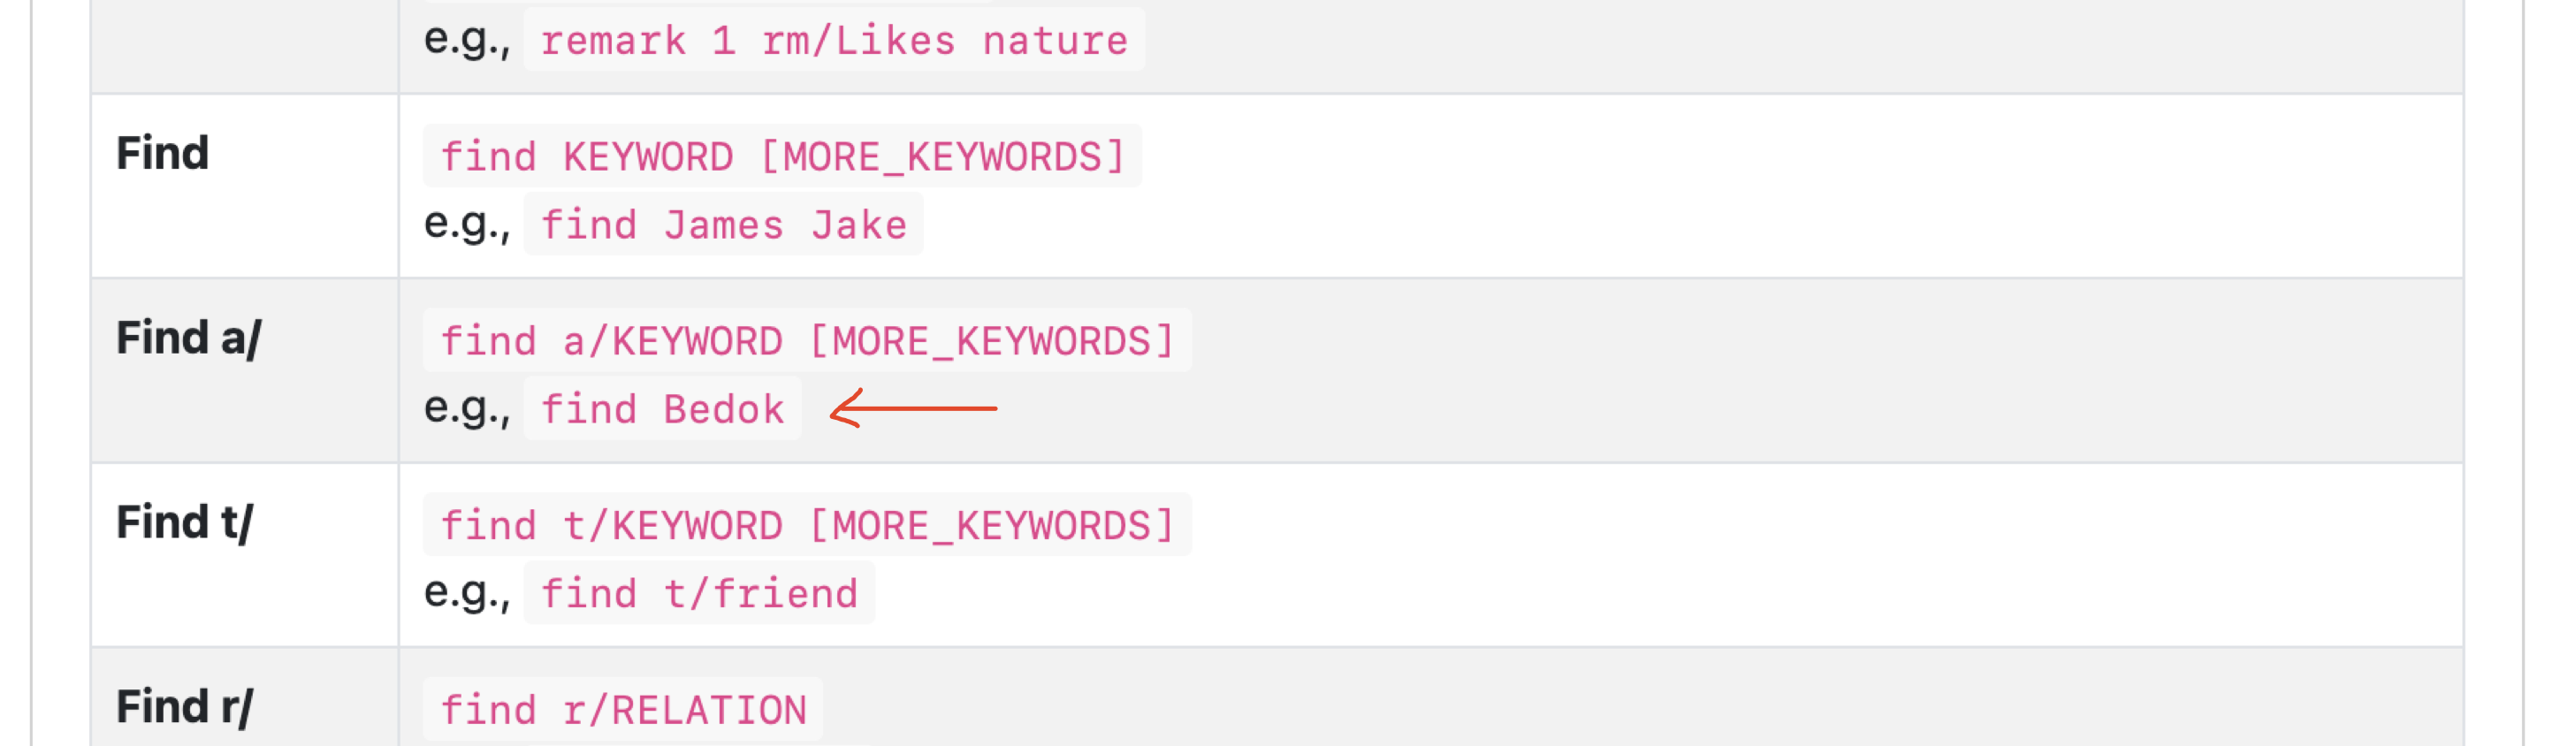 e.g., remark 1 rm/Likes nature
Find
find KEYWORD [MORE_KEYWORDS]
e.g., find James Jake
Find a/
find a/KEYWORD [MORE_KEYWORDS]
e.g., find Bedok
Find t/
find t/KEYWORD [MORE_KEYWORDS]
e.g., find t/friend
Find r/
find r/RELATION